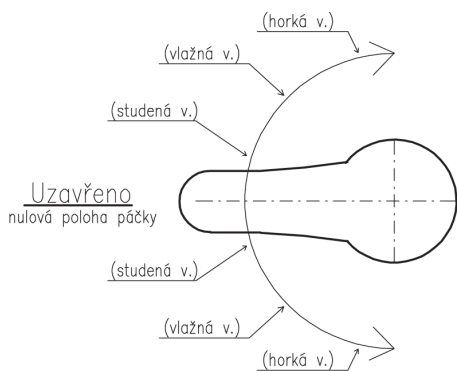 (horká v.)
(vlažná v.)
(studená v.)
Uzavřeno
nulová poloha páčky
(studená v.)
(vlažná v.)
(horká v.)